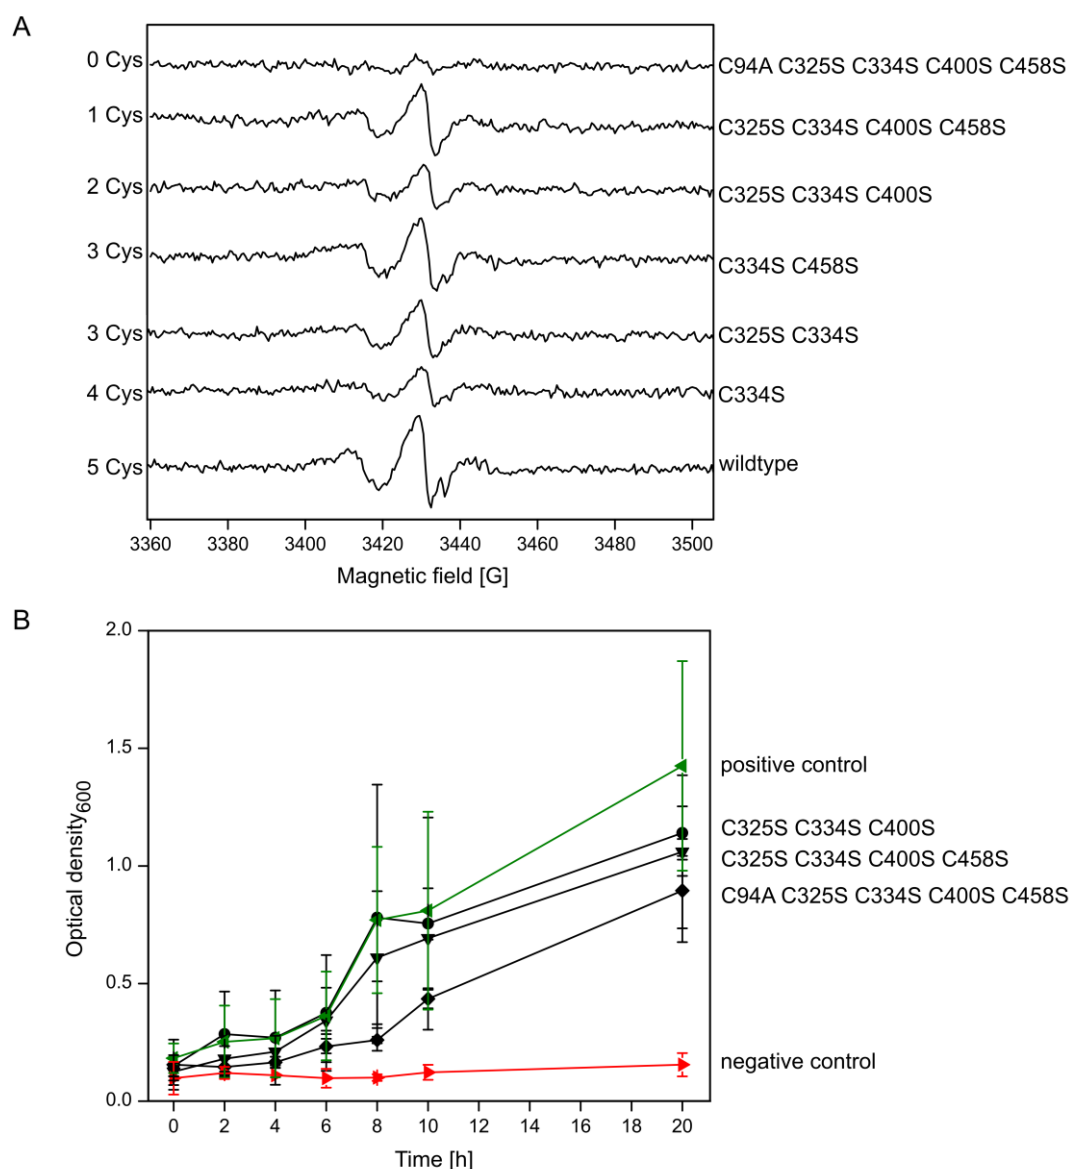 A
0 Cys C94A C325S C334S C400S C458S
1 Cys C325S C334S C400S C458S
2 Cys C325S C334S C400S
3 Cys C334S C458S
3 Cys C325S C334S
4 Cys C334S
5 Cys wildtype
3360 3380 3400 3420 3440 3460 3480 3500
Magnetic field [G]
B
2.0
1.5
1.0
0.5
0.0
Optical density600
positive control
C325S C334S C400S
C325S C334S C400S C458S
C94A C325S C334S C400S C458S
negative control
0 2 4 6 8 10 12 14 16 18 20
Time [h]